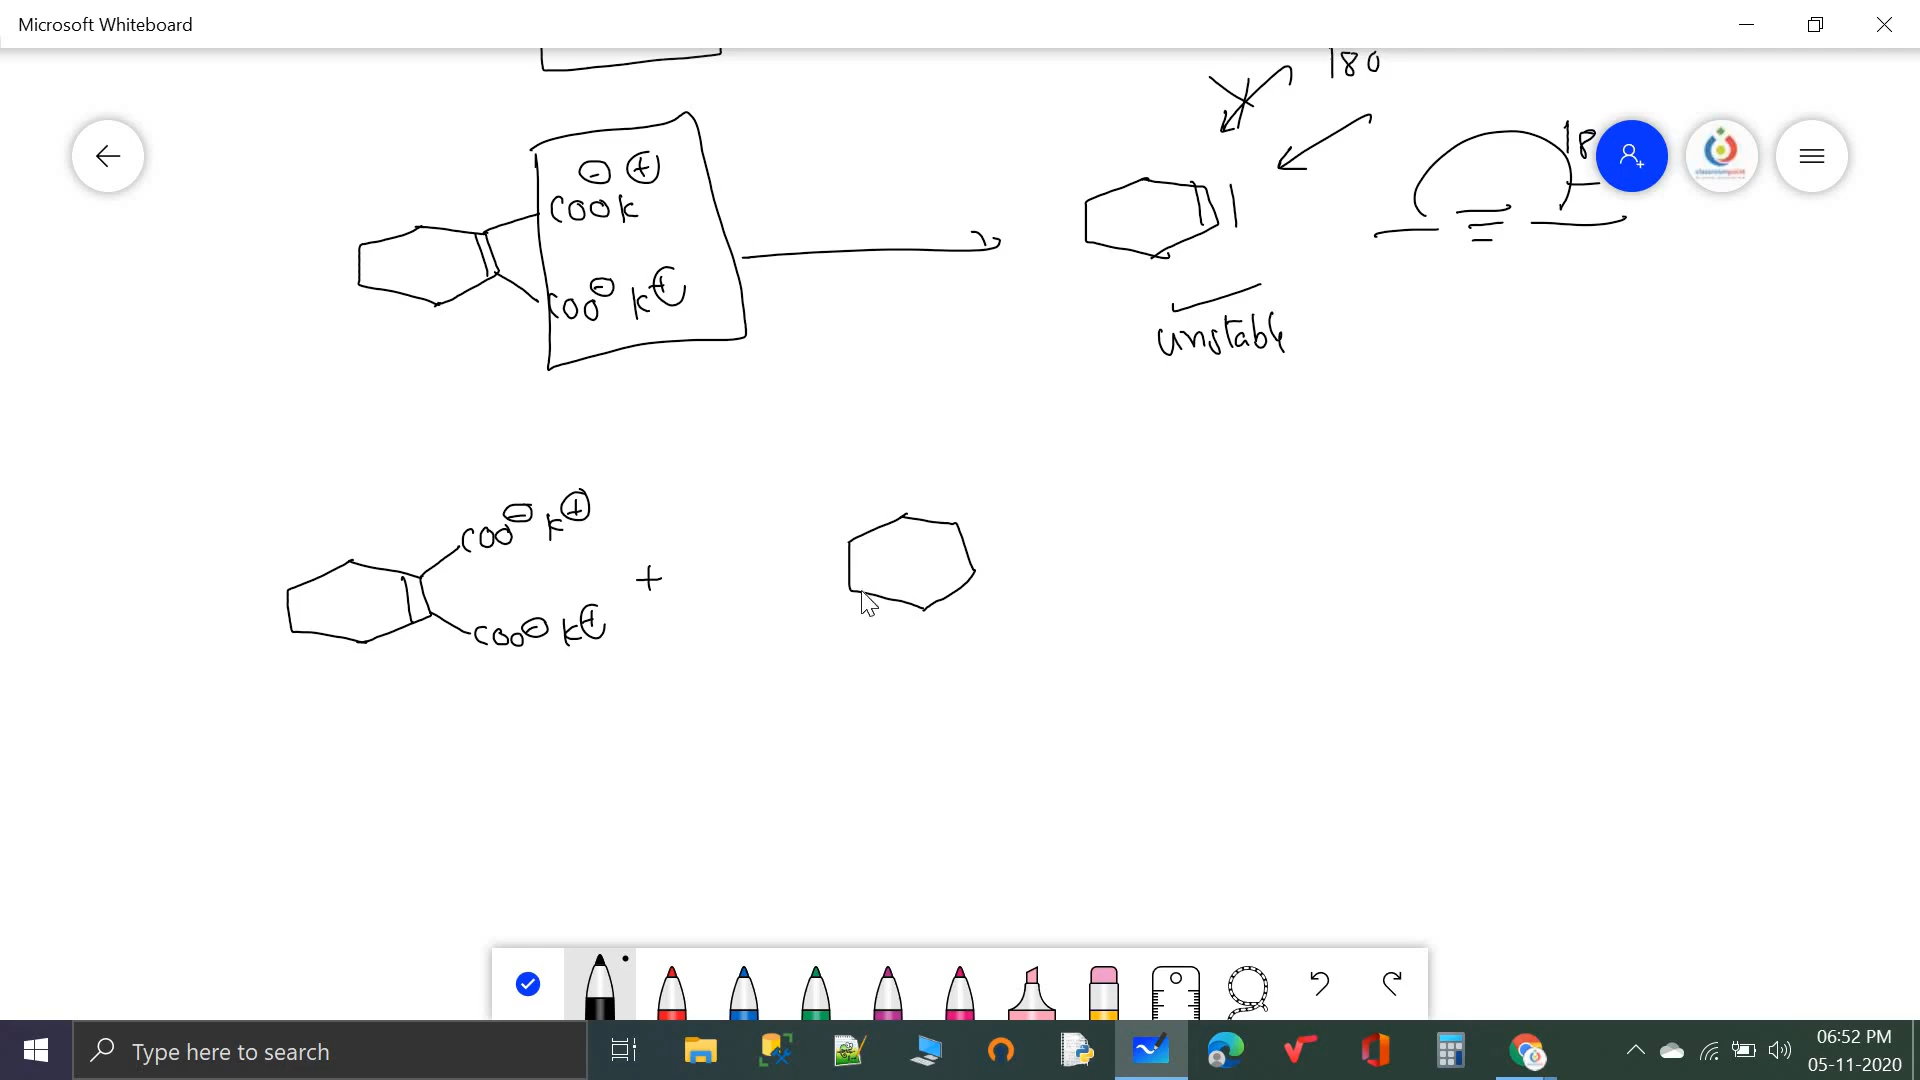 Microsoft Whiteboard
180
18
⊖ ⊕
COOK
COO⊖ K⊕
unstable
COO⊖ K⊕
+
COO⊖ K⊕
Type here to search
06:52 PM
05-11-2020